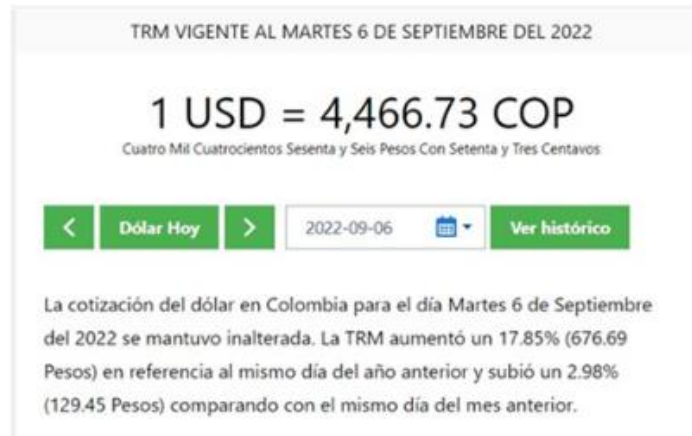 TRM VIGENTE AL MARTES 6 DE SEPTIEMBRE DEL 2022
1 USD = 4,466.73 COP
Cuatro Mil Cuatrocientos Sesenta y Seis Pesos Con Setenta y Tres Centavos
< Dólar Hoy > 2022-09-06 Ver histórico
La cotización del dólar en Colombia para el día Martes 6 de Septiembre
del 2022 se mantuvo inalterada. La TRM aumentó un 17.85% (676.69
Pesos) en referencia al mismo día del año anterior y subió un 2.98%
(129.45 Pesos) comparando con el mismo día del mes anterior.